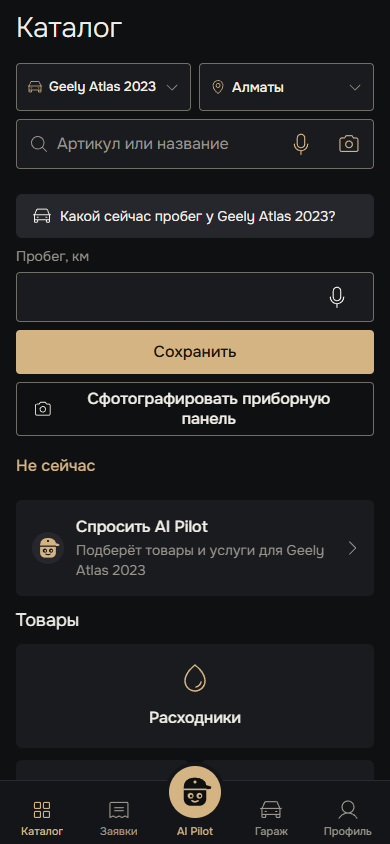 Каталог
Geely Atlas 2023
Алматы
Артикул или название
Какой сейчас пробег у Geely Atlas 2023?
Пробег, км
Сохранить
Сфотографировать приборную
панель
Не сейчас
Спросить AI Pilot
Подберёт товары и услуги для Geely
Atlas 2023
Товары
Расходники
Каталог
Заявки
AI Pilot
Гараж
Профиль